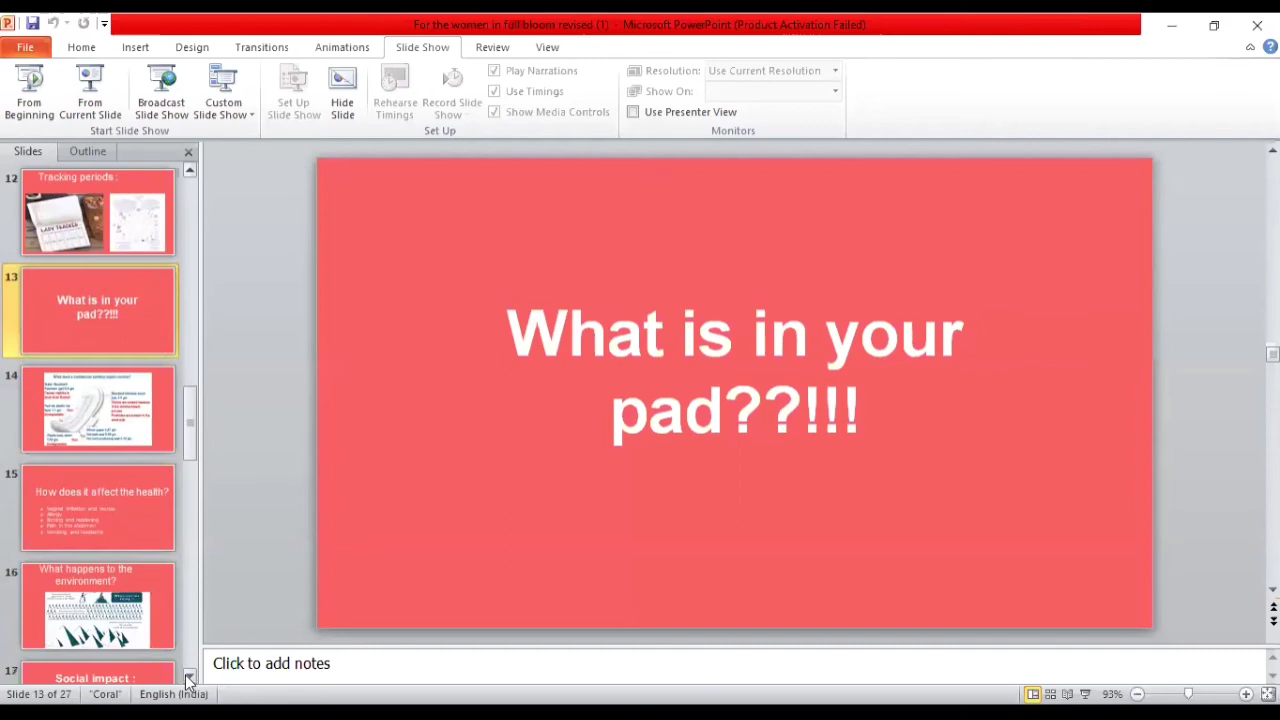 For the women in full bloom revised (1) - Microsoft PowerPoint (Product Activation Failed)
File Home Insert Design Transitions Animations Slide Show Review View
From Beginning
From Current Slide
Broadcast Slide Show
Custom Slide Show
Start Slide Show
Set Up Slide Show
Hide Slide
Rehearse Timings
Record Slide Show
Play Narrations
Use Timings
Show Media Controls
Set Up
Resolution: Use Current Resolution
Show On:
Use Presenter View
Monitors
Slides Outline
12
Tracking periods :
LADY TRACKER
13
What is in your
pad??!!!
14
15
How does it affect the health?
Allergy
16
What happens to the
environment?
17
Social impact :
What is in your
pad??!!!
Click to add notes
Slide 13 of 27 "Coral" English (India) 93%